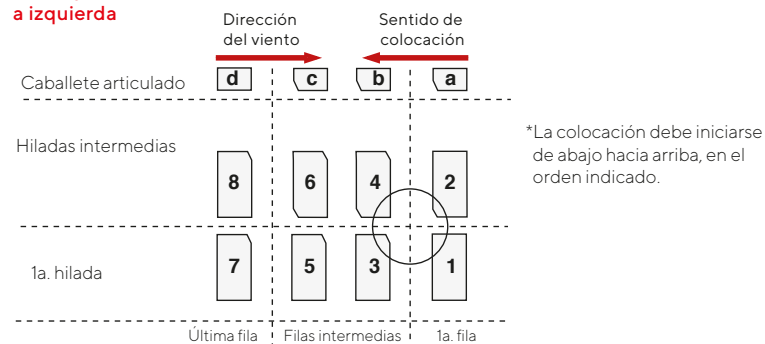 a izquierda
Dirección
del viento
Sentido de
colocación
Caballete articulado
d
c
b
a
Hiladas intermedias
8
6
4
2
*La colocación debe iniciarse
de abajo hacia arriba, en el
orden indicado.
1a. hilada
7
5
3
1
Última fila
Filas intermedias
1a. fila